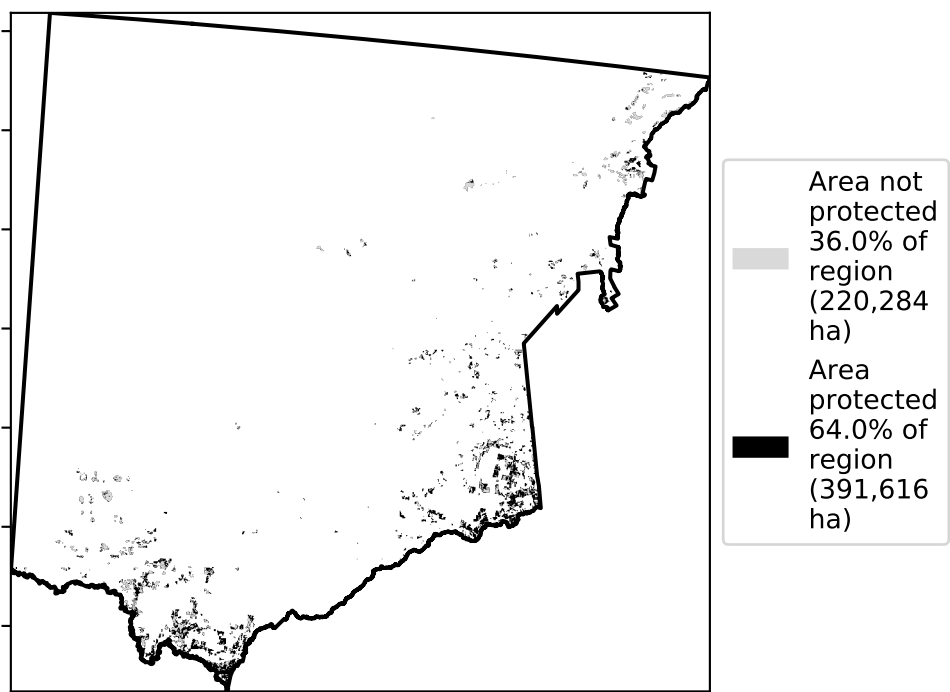 Area not
protected
36.0% of
region
(220,284
ha)
Area
protected
64.0% of
region
(391,616
ha)